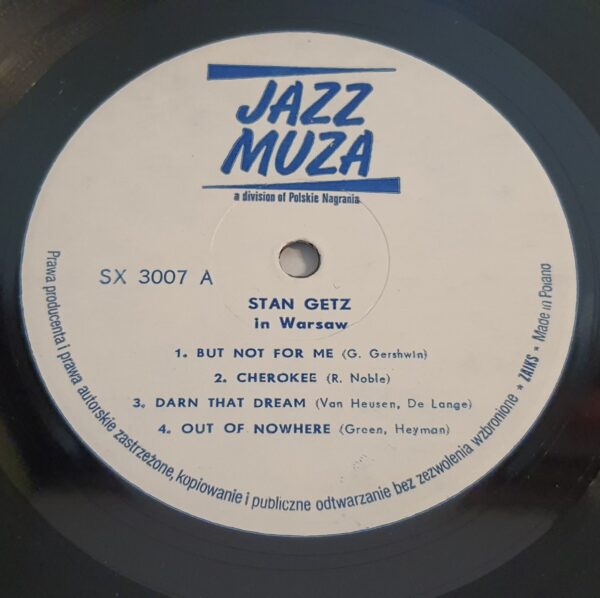 JAZZ
MUZA
a division of Polskie Nagrania
SX 3007 A
STAN GETZ
in Warsaw
1. BUT NOT FOR ME (G. Gershwin)
2. CHEROKEE (R. Noble)
3. DARN THAT DREAM (Van Heusen, De Lange)
4. OUT OF NOWHERE (Green, Heyman)
Prawa producenta i prawa autorskie zastrzeżone, kopiowanie i publiczne odtwarzanie bez zezwolenia wzbronione * ZAIKS * Made in Poland